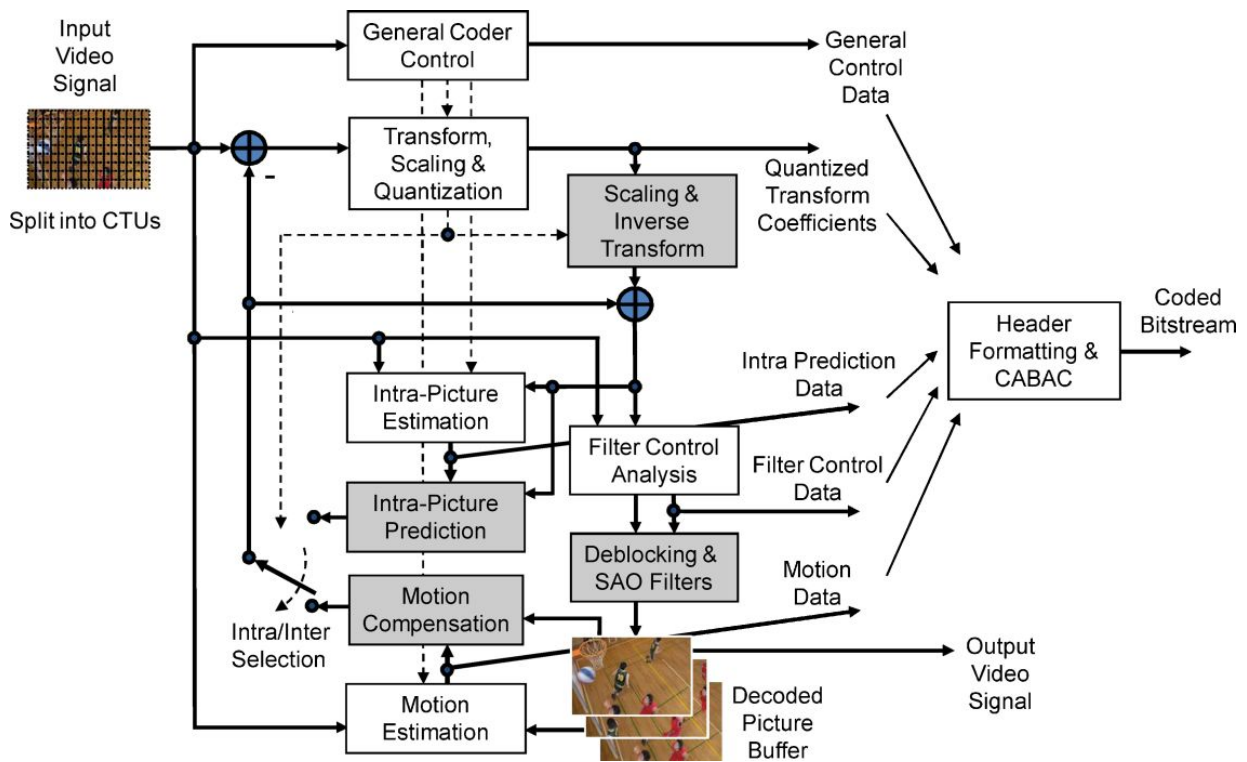 Input
Video
Signal
Split into CTUs
General Coder
Control
General
Control
Data
Transform,
Scaling &
Quantization
-
Quantized
Transform
Coefficients
Scaling &
Inverse
Transform
Header
Formatting &
CABAC
Coded
Bitstream
Intra Prediction
Data
Intra-Picture
Estimation
Filter Control
Analysis
Filter Control
Data
Intra-Picture
Prediction
Deblocking &
SAO Filters
Motion
Data
Motion
Compensation
Intra/Inter
Selection
Output
Video
Signal
Motion
Estimation
Decoded
Picture
Buffer